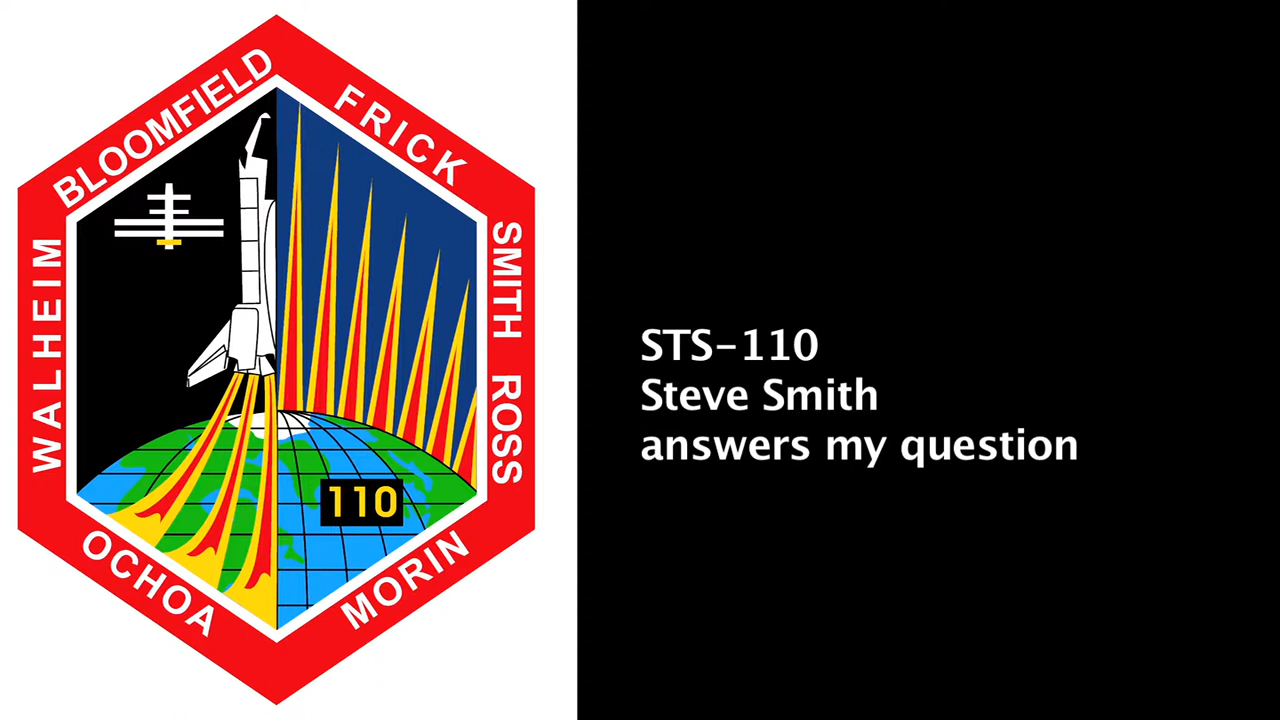 BLOOMFIELD
FRICK
SMITH
ROSS
MORIN
OCHOA
WALHEIM
110
STS-110
Steve Smith
answers my question